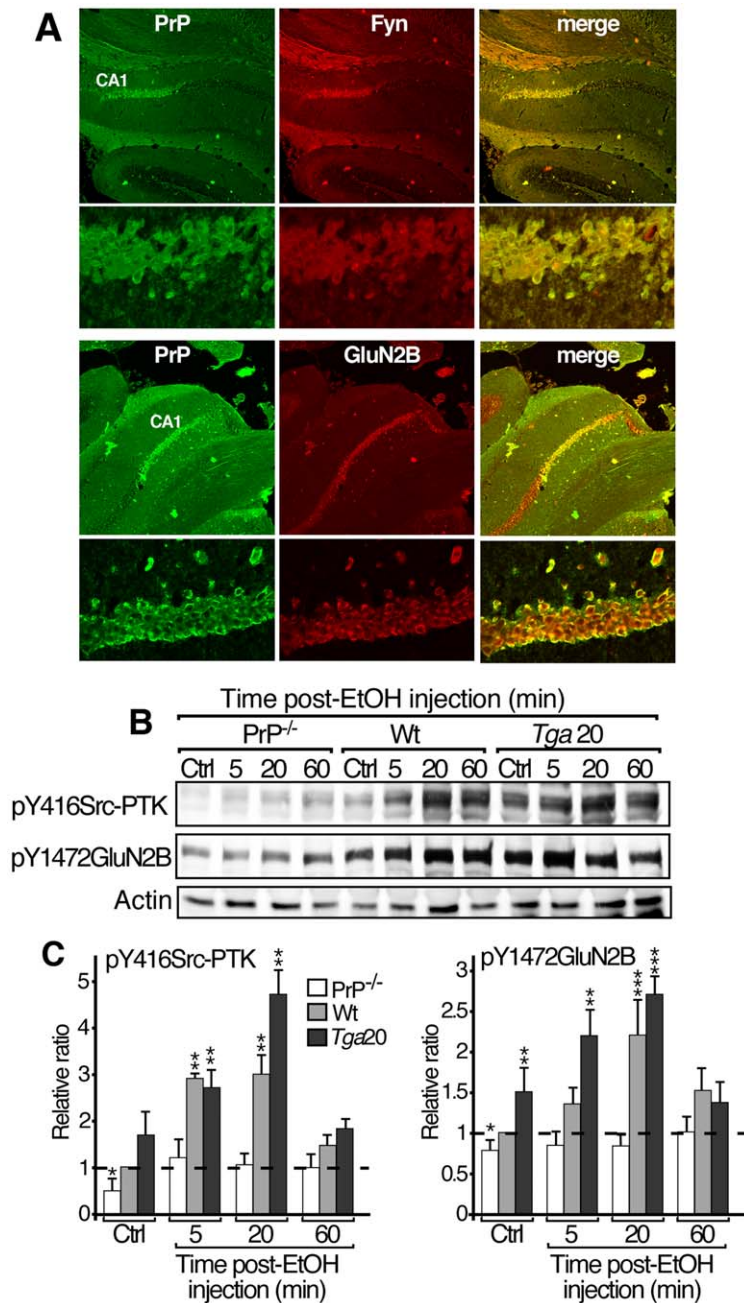 A
PrP Fyn merge
CA1
PrP GluN2B merge
CA1
B
Time post-EtOH injection (min)
PrP-/- Wt Tga 20
Ctrl 5 20 60 Ctrl 5 20 60 Ctrl 5 20 60
pY416Src-PTK
pY1472GluN2B
Actin
C
pY416Src-PTK
Relative ratio
5
4
3
2
1
0
* ** ** ** **
PrP-/-
Wt
Tga20
Ctrl 5 20 60
Time post-EtOH
injection (min)
pY1472GluN2B
Relative ratio
3
2.5
2
1.5
1
0.5
0
* ** ** *** ***
Ctrl 5 20 60
Time post-EtOH
injection (min)